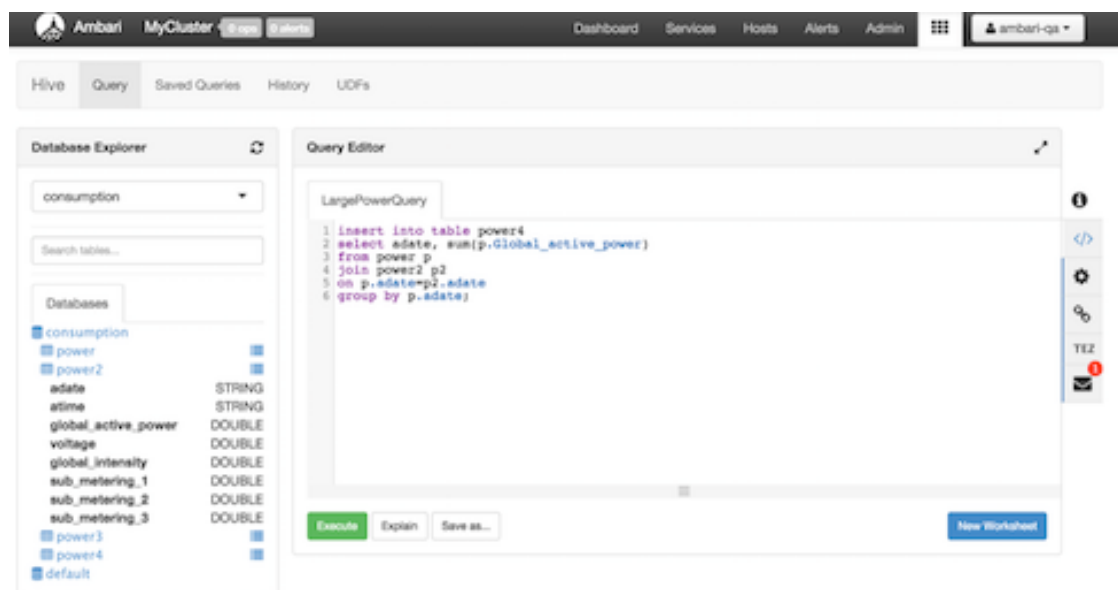 Ambari MyCluster 0 ops 0 alerts Dashboard Services Hosts Alerts Admin ambari-qa
Hive Query Saved Queries History UDFs
Database Explorer
consumption
Search tables...
Databases
consumption
power
power2
adate STRING
atime STRING
global_active_power DOUBLE
voltage DOUBLE
global_intensity DOUBLE
sub_metering_1 DOUBLE
sub_metering_2 DOUBLE
sub_metering_3 DOUBLE
power3
power4
default
Query Editor
LargePowerQuery
1 insert into table power4
2 select adate, sum(p.Global_active_power)
3 from power p
4 join power2 p2
5 on p.adate=p2.adate
6 group by p.adate;
Execute Explain Save as... New Worksheet
</>
TEZ
1